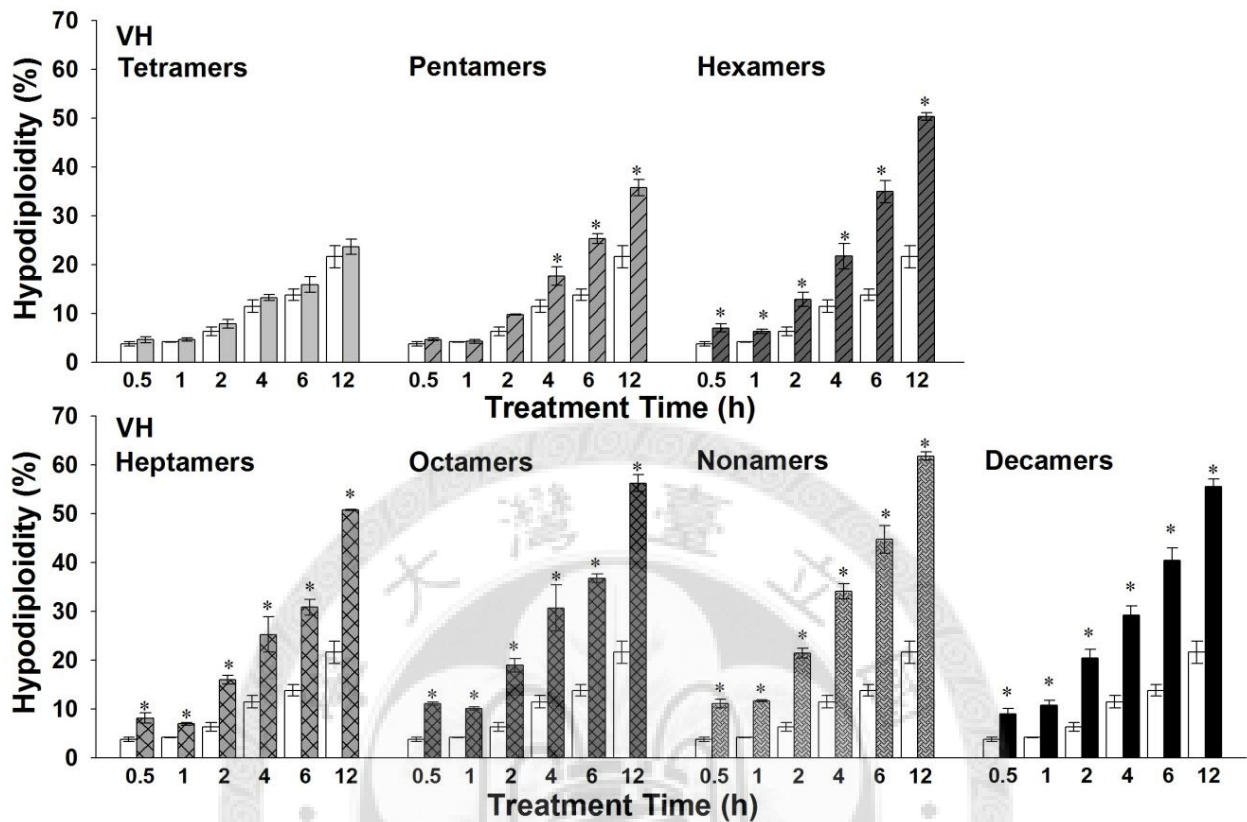 70
60
50
40
30
20
10
0
Hypodiploidity (%)
VH
Tetramers
Pentamers
Hexamers
* * *
* * * * * *
0.5 1 2 4 6 12
0.5 1 2 4 6 12
0.5 1 2 4 6 12
Treatment Time (h)
70
60
50
40
30
20
10
0
Hypodiploidity (%)
VH
Heptamers
Octamers
Nonamers
Decamers
* * * * * *
* * * * * *
* * * * * *
* * * * * *
大 灣 臺 立
0.5 1 2 4 6 12
0.5 1 2 4 6 12
0.5 1 2 4 6 12
0.5 1 2 4 6 12
Treatment Time (h)